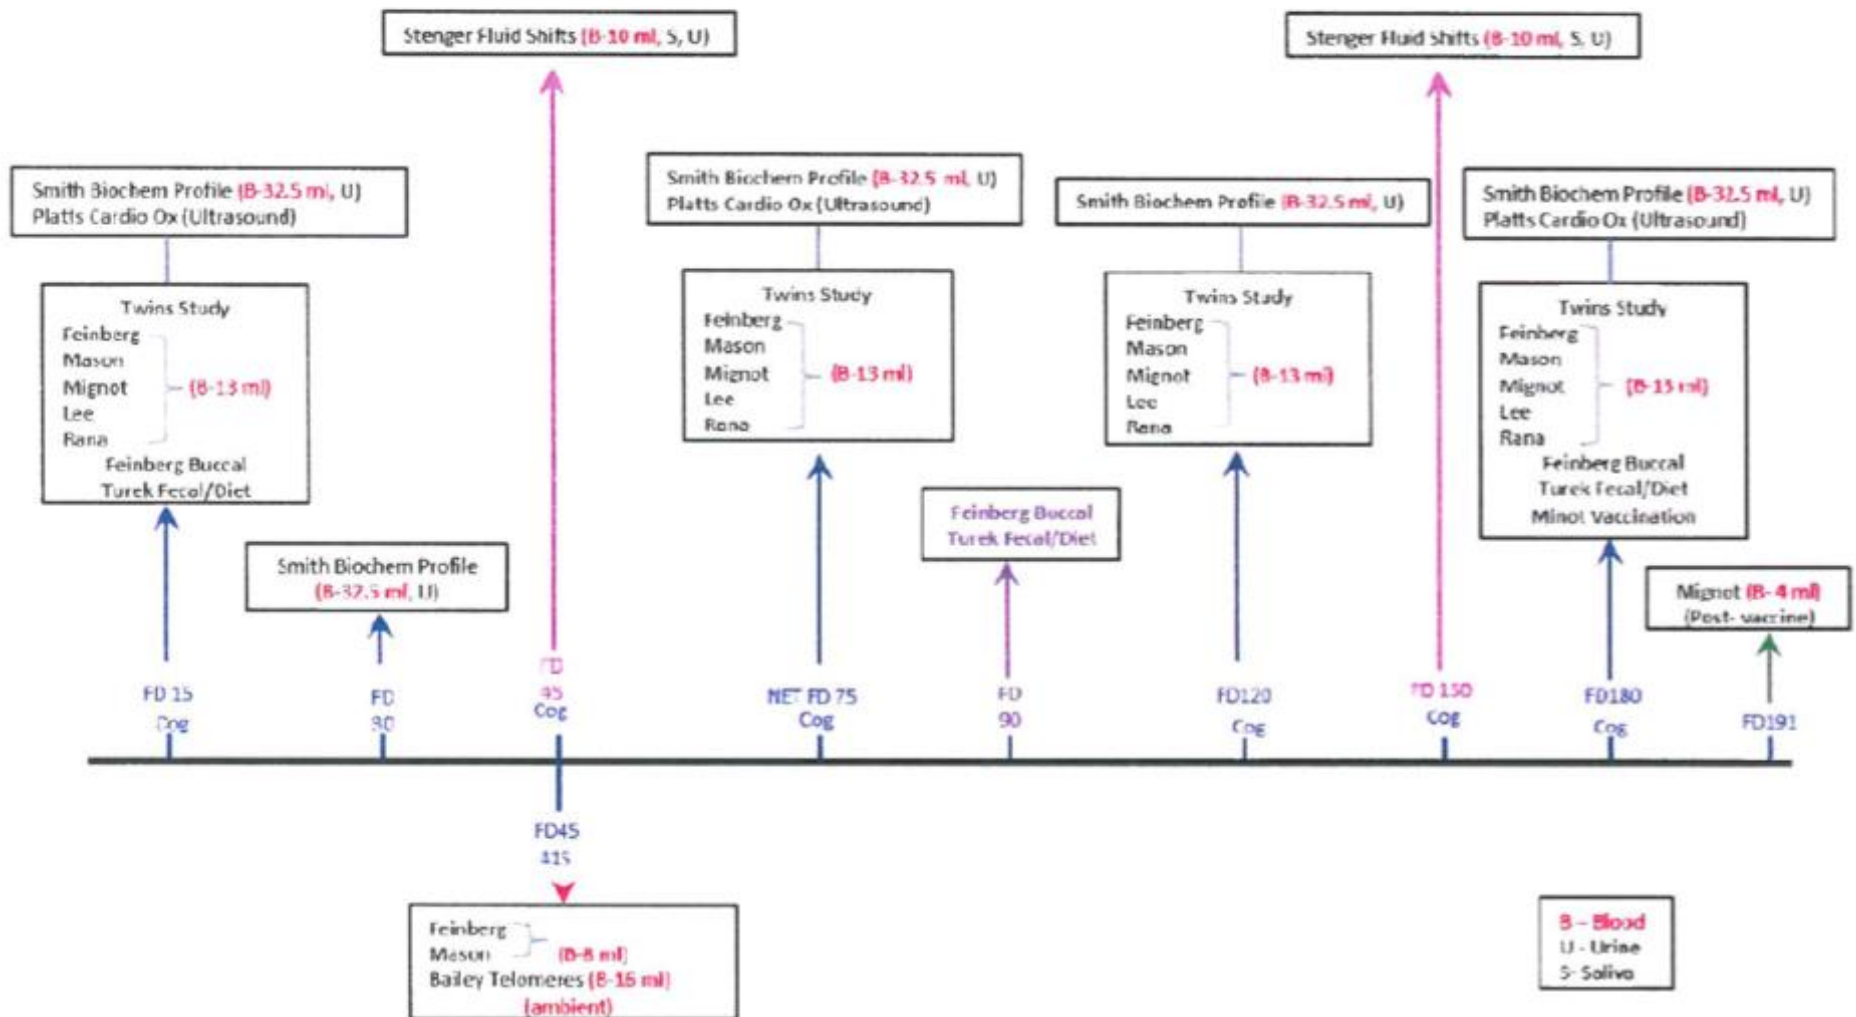 Stenger Fluid Shifts (B-10 ml, S, U)
Stenger Fluid Shifts (B-10 ml, S, U)
Smith Biochem Profile (B-32.5 ml, U)
Platts Cardio Ox (Ultrasound)
Twins Study
Feinberg
Mason
Mignot
(B-13 ml)
Lee
Rana
Feinberg Buccal
Turek Fecal/Diet
Smith Biochem Profile
(B-32.5 ml, U)
Smith Biochem Profile (B-32.5 ml, U)
Platts Cardio Ox (Ultrasound)
Twins Study
Feinberg
Mason
Mignot
(B-13 ml)
Lee
Rana
Feinberg Buccal
Turek Fecal/Diet
Smith Biochem Profile (B-32.5 ml, U)
Twins Study
Feinberg
Mason
Mignot
(B-13 ml)
Lee
Rana
Smith Biochem Profile (B-32.5 ml, U)
Platts Cardio Ox (Ultrasound)
Twins Study
Feinberg
Mason
Mignot
(B-13 ml)
Lee
Rana
Feinberg Buccal
Turek Fecal/Diet
Minot Vaccination
Mignot (B- 4 ml)
(Post- vaccine)
FD 15
Cog
FD
FD
45
Cog
NET FD 75
Cog
FD
90
FD120
Cog
FD 150
Cog
FD180
Cog
FD191
FD45
41S
Feinberg
Mason
(B-8 ml)
Bailey Telomeres
(ambient)
B - Blood
U - Urine
S- Saliva